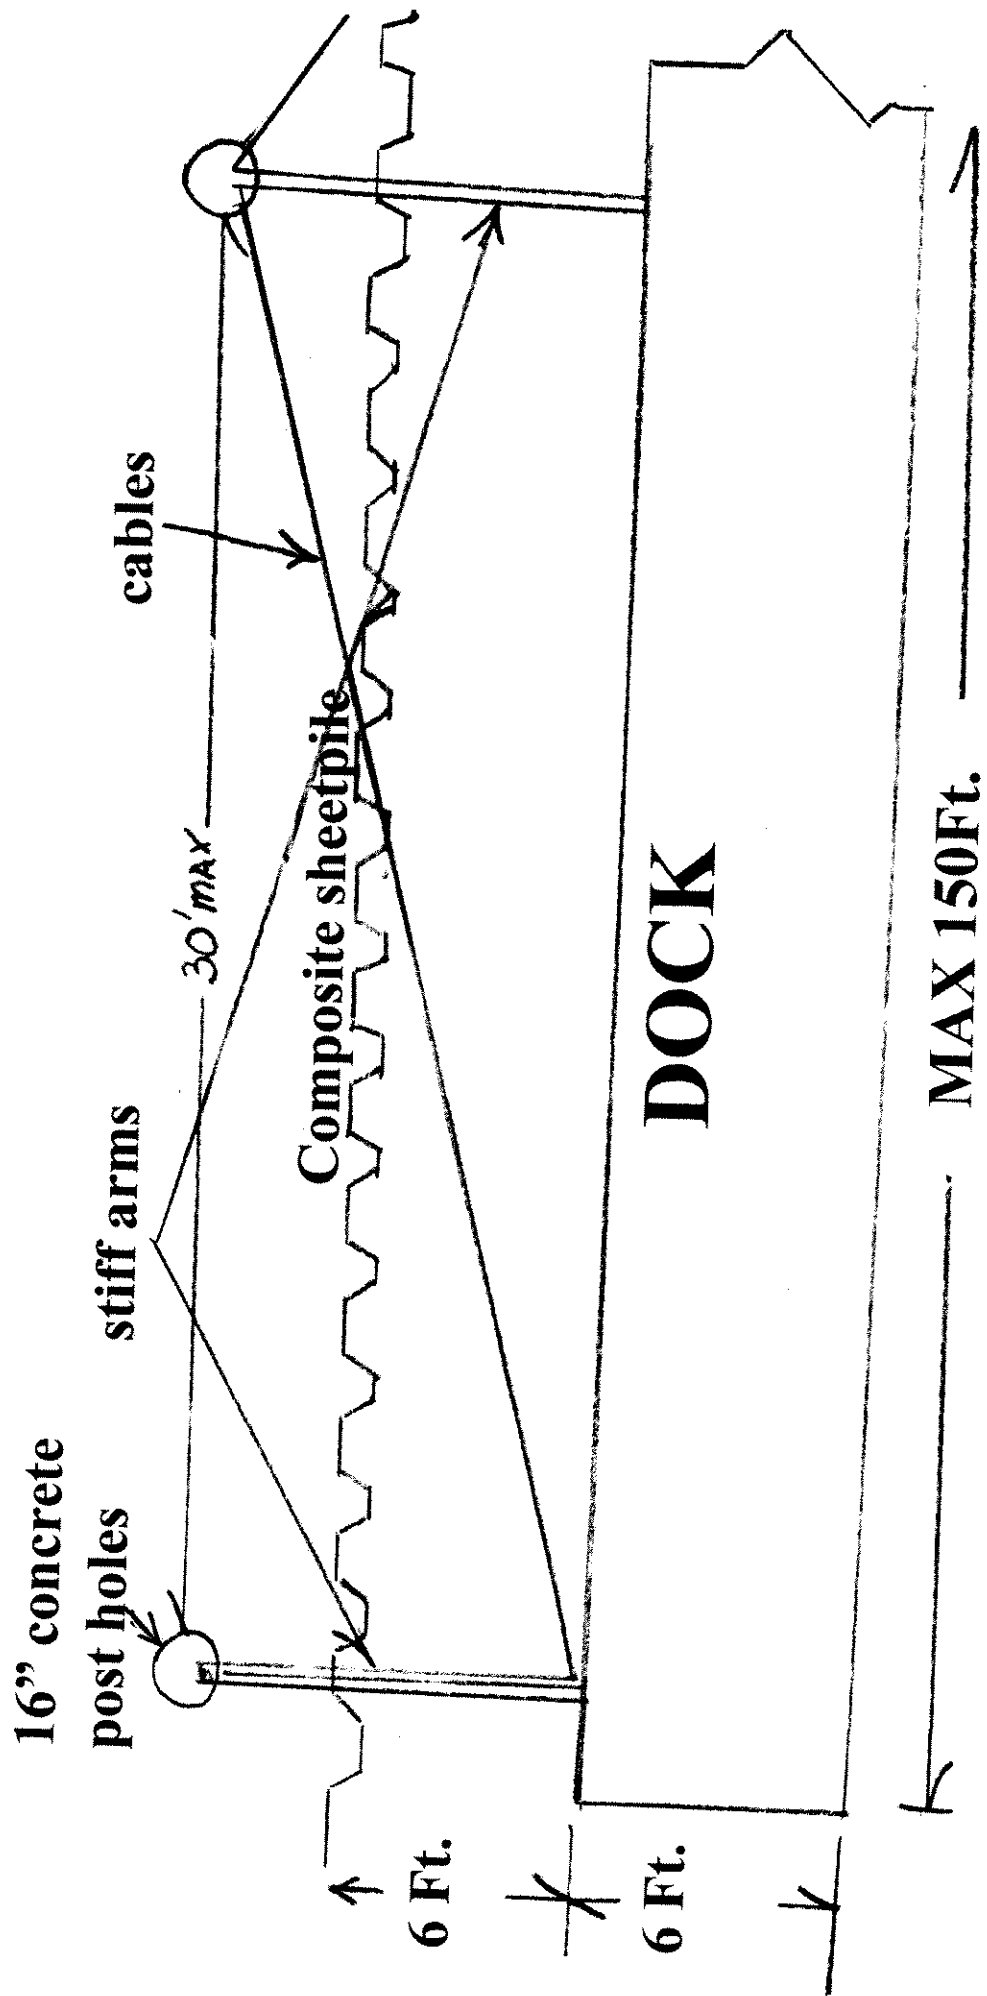 16” concrete
post holes
stiff arms
cables
30' MAX
Composite sheetpile
6 Ft.
DOCK
6 Ft.
MAX 150Ft.